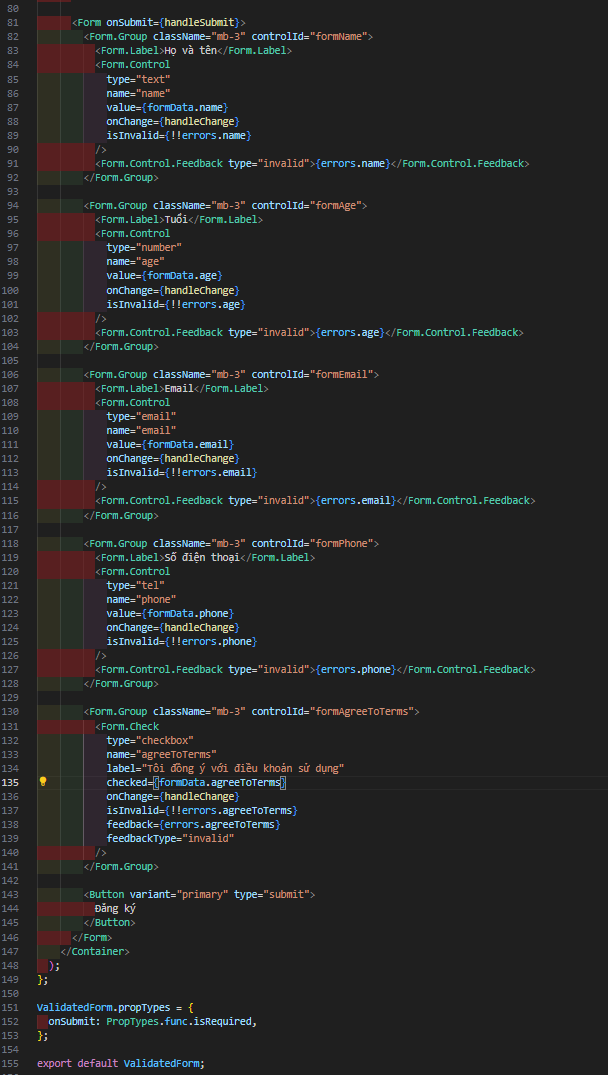 80
81 <Form onSubmit={handleSubmit}>
82 <Form.Group className="mb-3" controlId="formName">
83 <Form.Label>Họ và tên</Form.Label>
84 <Form.Control
85 type="text"
86 name="name"
87 value={formData.name}
88 onChange={handleChange}
89 isInvalid={!!errors.name}
90 />
91 <Form.Control.Feedback type="invalid">{errors.name}</Form.Control.Feedback>
92 </Form.Group>
93
94 <Form.Group className="mb-3" controlId="formAge">
95 <Form.Label>Tuổi</Form.Label>
96 <Form.Control
97 type="number"
98 name="age"
99 value={formData.age}
100 onChange={handleChange}
101 isInvalid={!!errors.age}
102 />
103 <Form.Control.Feedback type="invalid">{errors.age}</Form.Control.Feedback>
104 </Form.Group>
105
106 <Form.Group className="mb-3" controlId="formEmail">
107 <Form.Label>Email</Form.Label>
108 <Form.Control
109 type="email"
110 name="email"
111 value={formData.email}
112 onChange={handleChange}
113 isInvalid={!!errors.email}
114 />
115 <Form.Control.Feedback type="invalid">{errors.email}</Form.Control.Feedback>
116 </Form.Group>
117
118 <Form.Group className="mb-3" controlId="formPhone">
119 <Form.Label>Số điện thoại</Form.Label>
120 <Form.Control
121 type="tel"
122 name="phone"
123 value={formData.phone}
124 onChange={handleChange}
125 isInvalid={!!errors.phone}
126 />
127 <Form.Control.Feedback type="invalid">{errors.phone}</Form.Control.Feedback>
128 </Form.Group>
129
130 <Form.Group className="mb-3" controlId="formAgreeToTerms">
131 <Form.Check
132 type="checkbox"
133 name="agreeToTerms"
134 label="Tôi đồng ý với điều khoản sử dụng"
135 checked={formData.agreeToTerms}
136 onChange={handleChange}
137 isInvalid={!!errors.agreeToTerms}
138 feedback={errors.agreeToTerms}
139 feedbackType="invalid"
140 />
141 </Form.Group>
142
143 <Button variant="primary" type="submit">
144 Đăng ký
145 </Button>
146 </Form>
147 </Container>
148 );
149 };
150
151 ValidatedForm.propTypes = {
152 onSubmit: PropTypes.func.isRequired,
153 };
154
155 export default ValidatedForm;